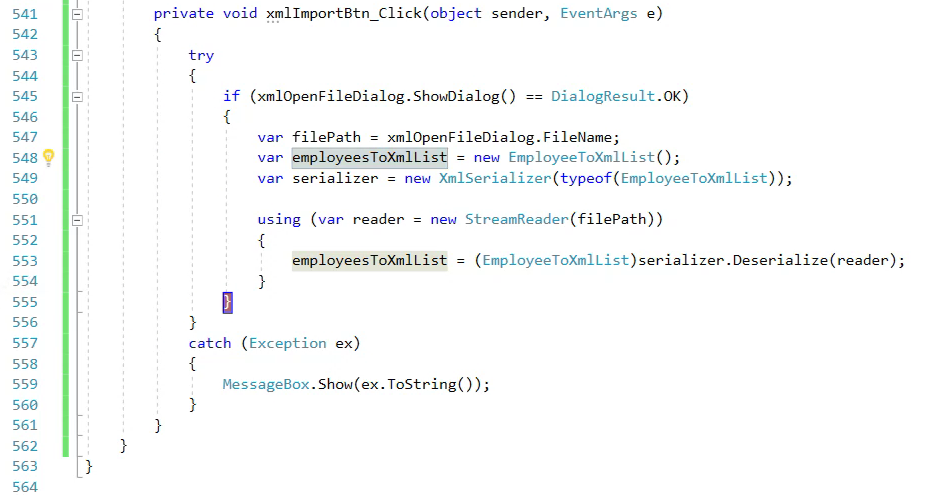 541 private void xmlImportBtn_Click(object sender, EventArgs e)
542 {
543 try
544 {
545 if (xmlOpenFileDialog.ShowDialog() == DialogResult.OK)
546 {
547 var filePath = xmlOpenFileDialog.FileName;
548 var employeesToXmlList = new EmployeeToXmlList();
549 var serializer = new XmlSerializer(typeof(EmployeeToXmlList));
550
551 using (var reader = new StreamReader(filePath))
552 {
553 employeesToXmlList = (EmployeeToXmlList)serializer.Deserialize(reader);
554 }
555 }
556 }
557 catch (Exception ex)
558 {
559 MessageBox.Show(ex.ToString());
560 }
561 }
562 }
563 }
564